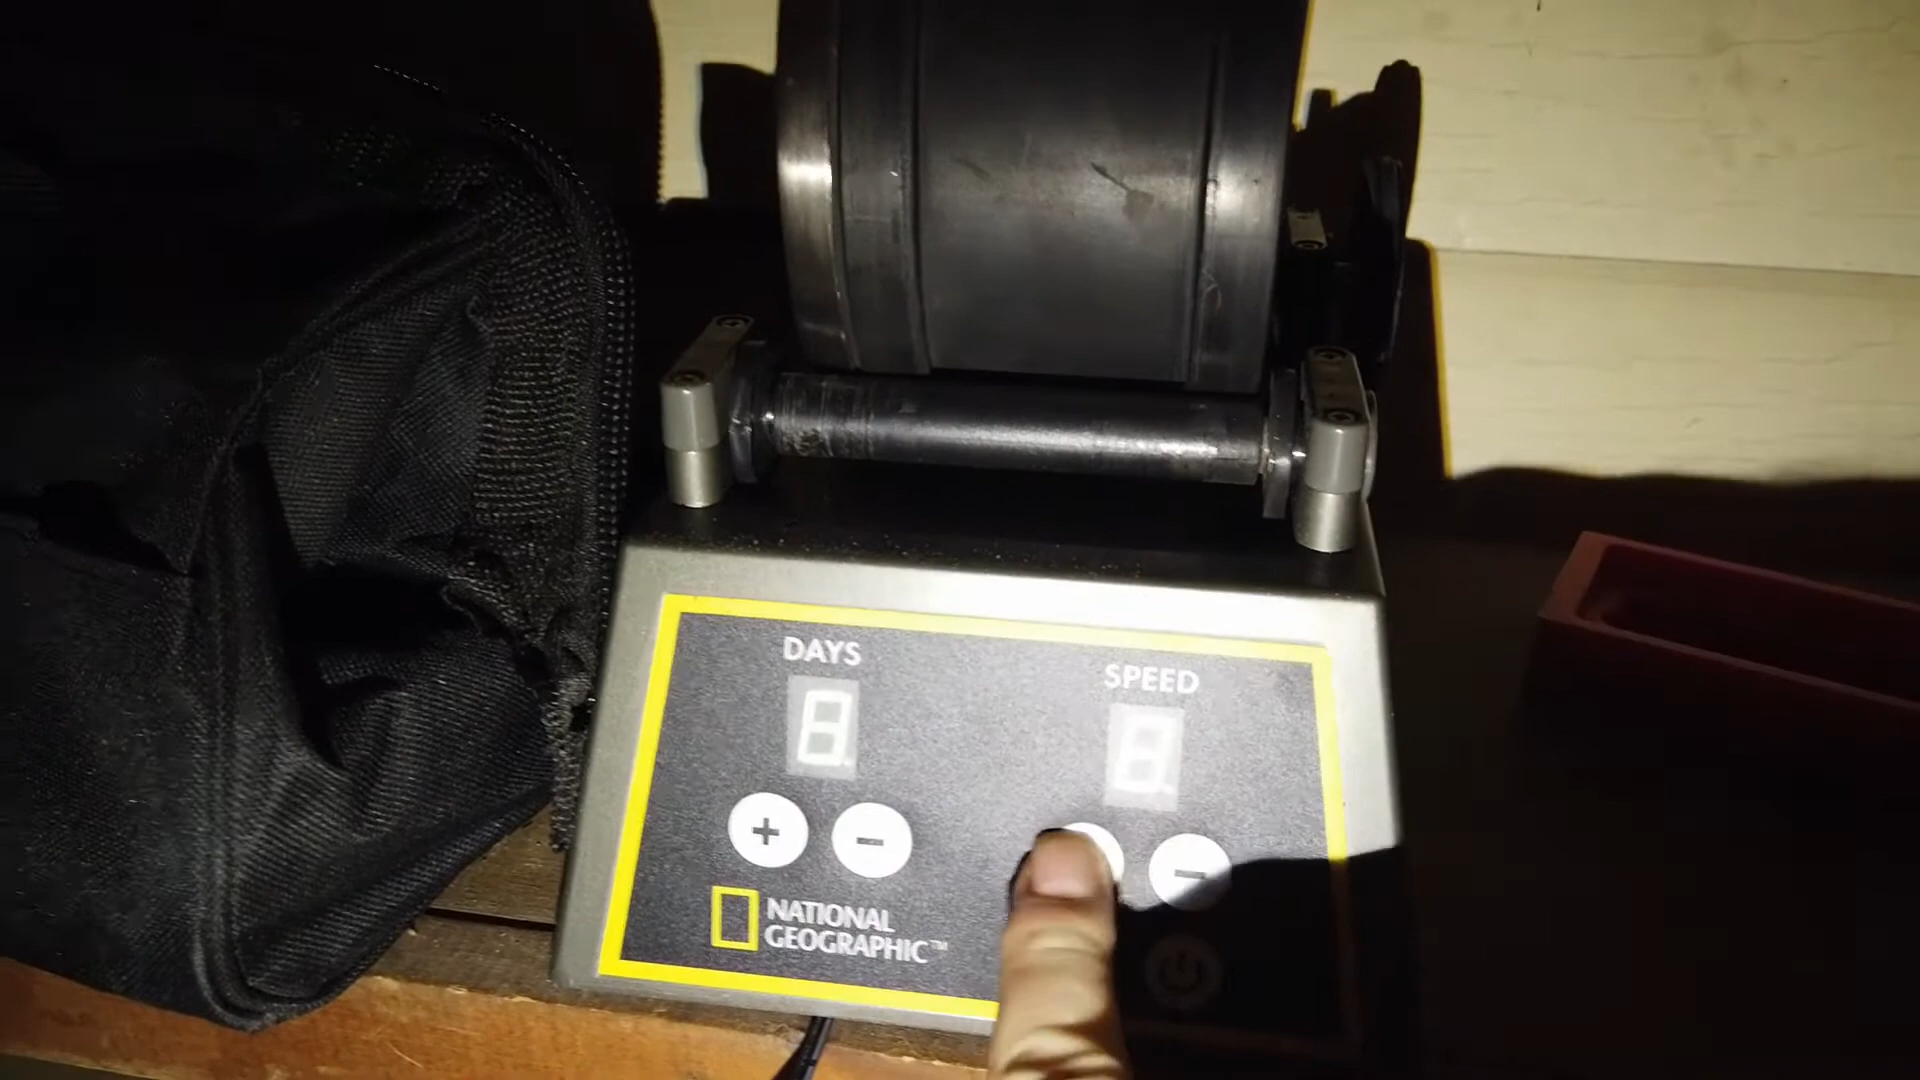 DAYS
SPEED
+
-
-
NATIONAL
GEOGRAPHIC™